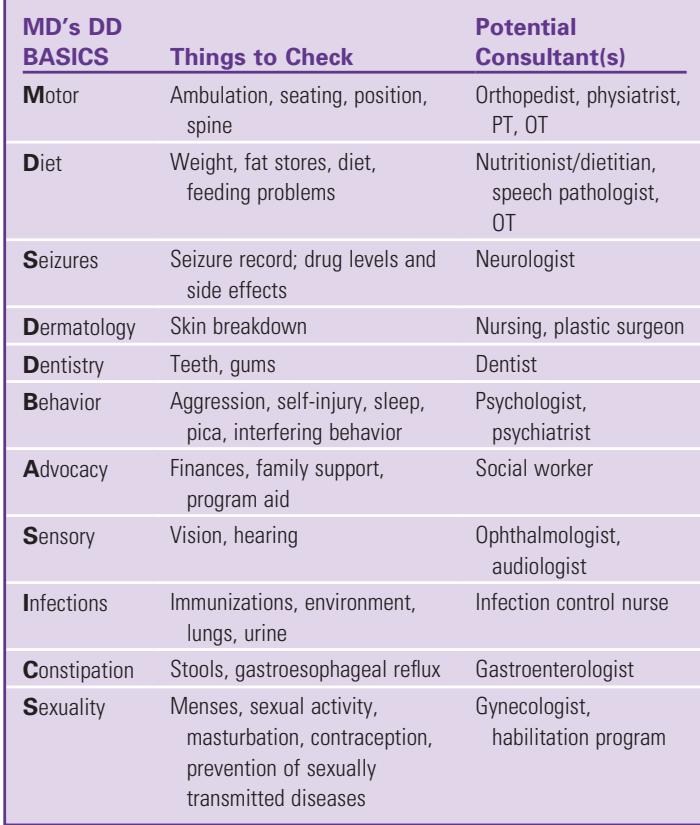 MD's DD BASICS Things to Check Potential Consultant(s)
Motor Ambulation, seating, position, Orthopedist, physiatrist,
spine PT, OT
Diet Weight, fat stores, diet, Nutritionist/dietitian,
feeding problems speech pathologist,
OT
Seizures Seizure record; drug levels and Neurologist
side effects
Dermatology Skin breakdown Nursing, plastic surgeon
Dentistry Teeth, gums Dentist
Behavior Aggression, self-injury, sleep, Psychologist,
pica, interfering behavior psychiatrist
Advocacy Finances, family support, Social worker
program aid
Sensory Vision, hearing Ophthalmologist,
audiologist
Infections Immunizations, environment, Infection control nurse
lungs, urine
Constipation Stools, gastroesophageal reflux Gastroenterologist
Sexuality Menses, sexual activity, Gynecologist,
masturbation, contraception, habilitation program
prevention of sexually
transmitted diseases